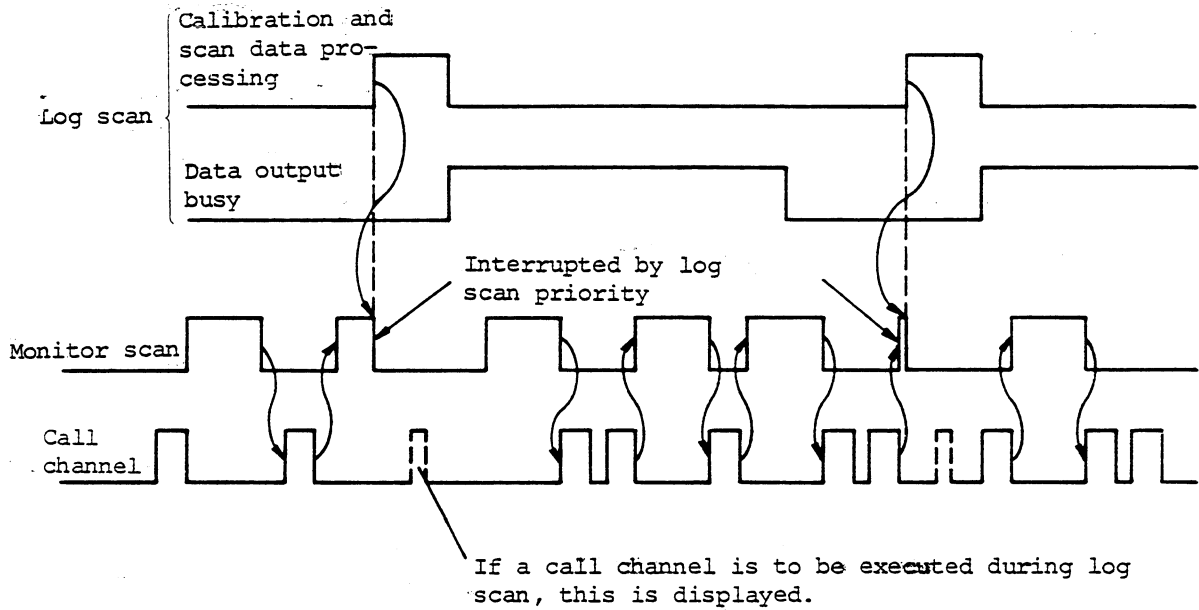 Calibration and
scan data pro-
cessing
Log scan
Data output
busy
Interrupted by log
scan priority
Monitor scan
Call
channel
If a call channel is to be executed during log
scan, this is displayed.